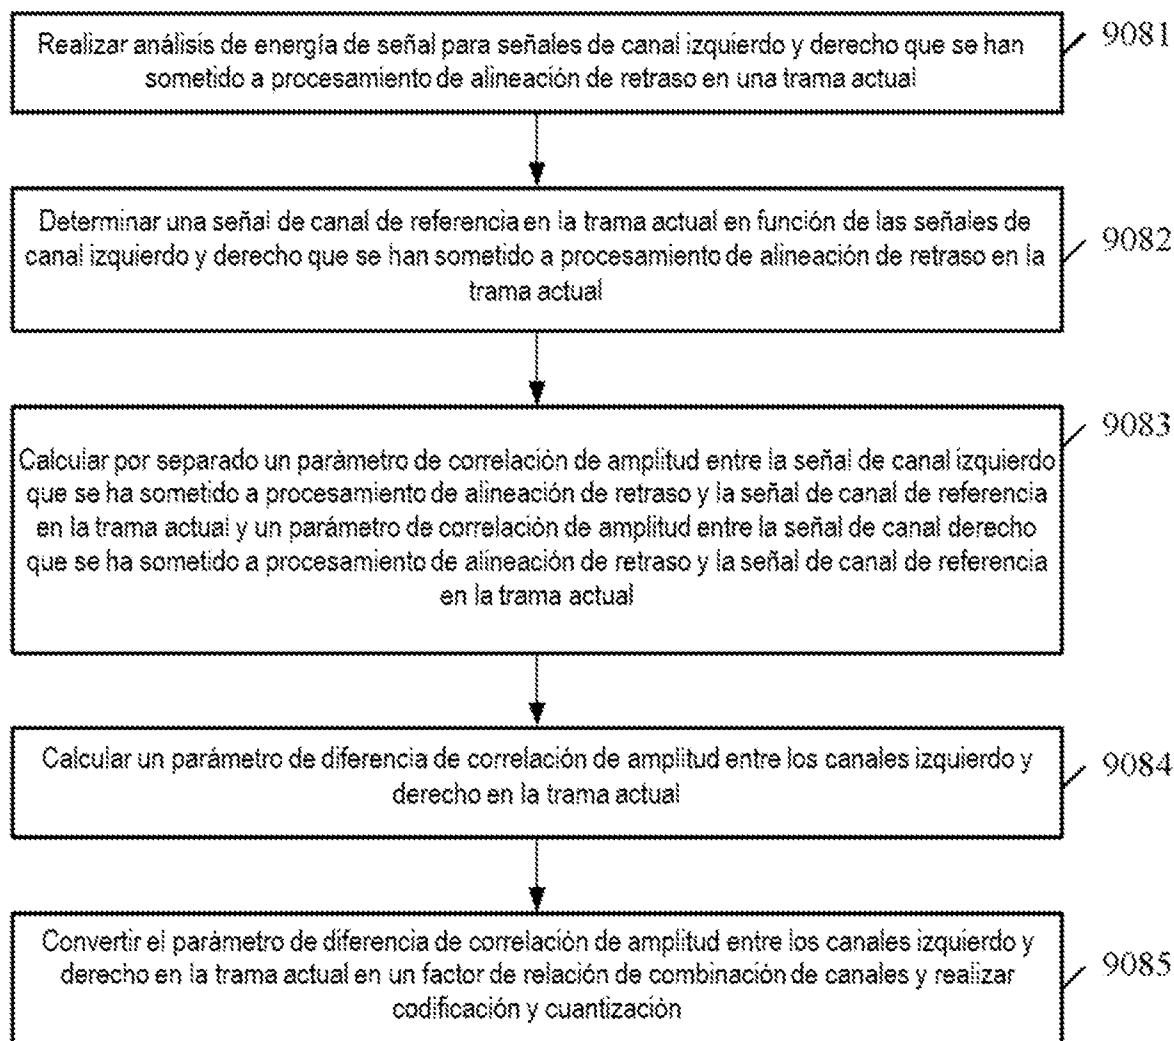 Realizar análisis de energía de señal para señales de canal izquierdo y derecho que se han
sometido a procesamiento de alineación de retraso en una trama actual
9081
Determinar una señal de canal de referencia en la trama actual en función de las señales de
canal izquierdo y derecho que se han sometido a procesamiento de alineación de retraso en la
trama actual
9082
Calcular por separado un parámetro de correlación de amplitud entre la señal de canal izquierdo
que se ha sometido a procesamiento de alineación de retraso y la señal de canal de referencia
en la trama actual y un parámetro de correlación de amplitud entre la señal de canal derecho
que se ha sometido a procesamiento de alineación de retraso y la señal de canal de referencia
en la trama actual
9083
Calcular un parámetro de diferencia de correlación de amplitud entre los canales izquierdo y
derecho en la trama actual
9084
Convertir el parámetro de diferencia de correlación de amplitud entre los canales izquierdo y
derecho en la trama actual en un factor de relación de combinación de canales y realizar
codificación y cuantización
9085